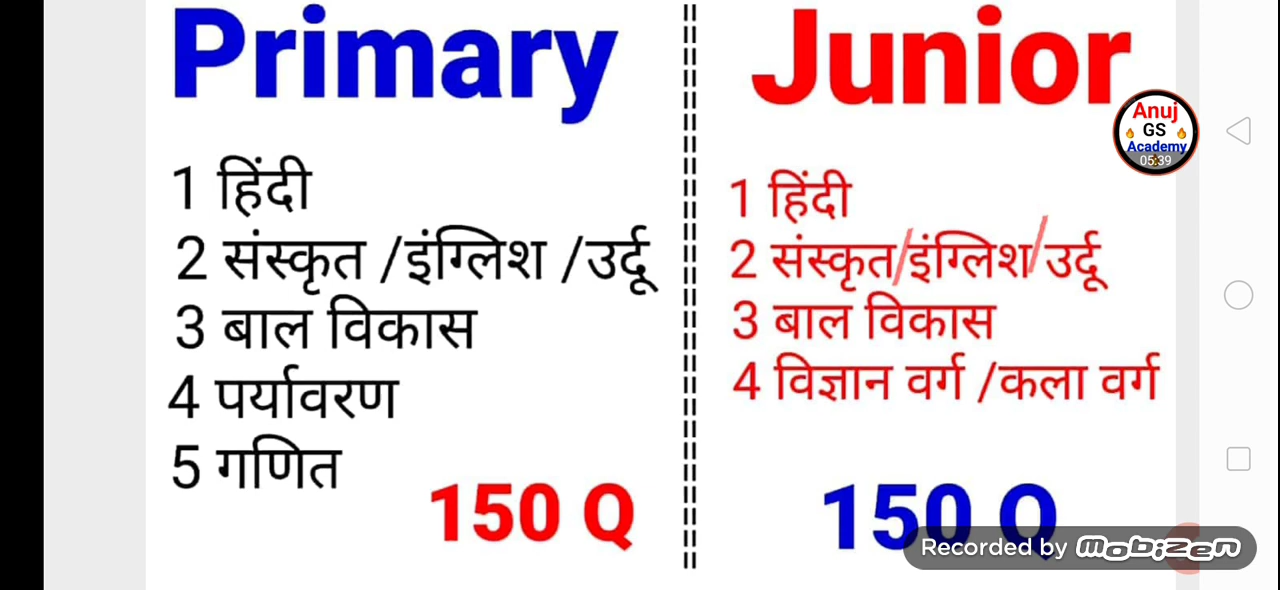 Primary
1 हिंदी
2 संस्कृत /इंग्लिश /उर्दू
3 बाल विकास
4 पर्यावरण
5 गणित
150 Q
Junior
1 हिंदी
2 संस्कृत/इंग्लिश/उर्दू
3 बाल विकास
4 विज्ञान वर्ग /कला वर्ग
150 Q
Anuj
GS
Academy
05:39
Recorded by Mobizen